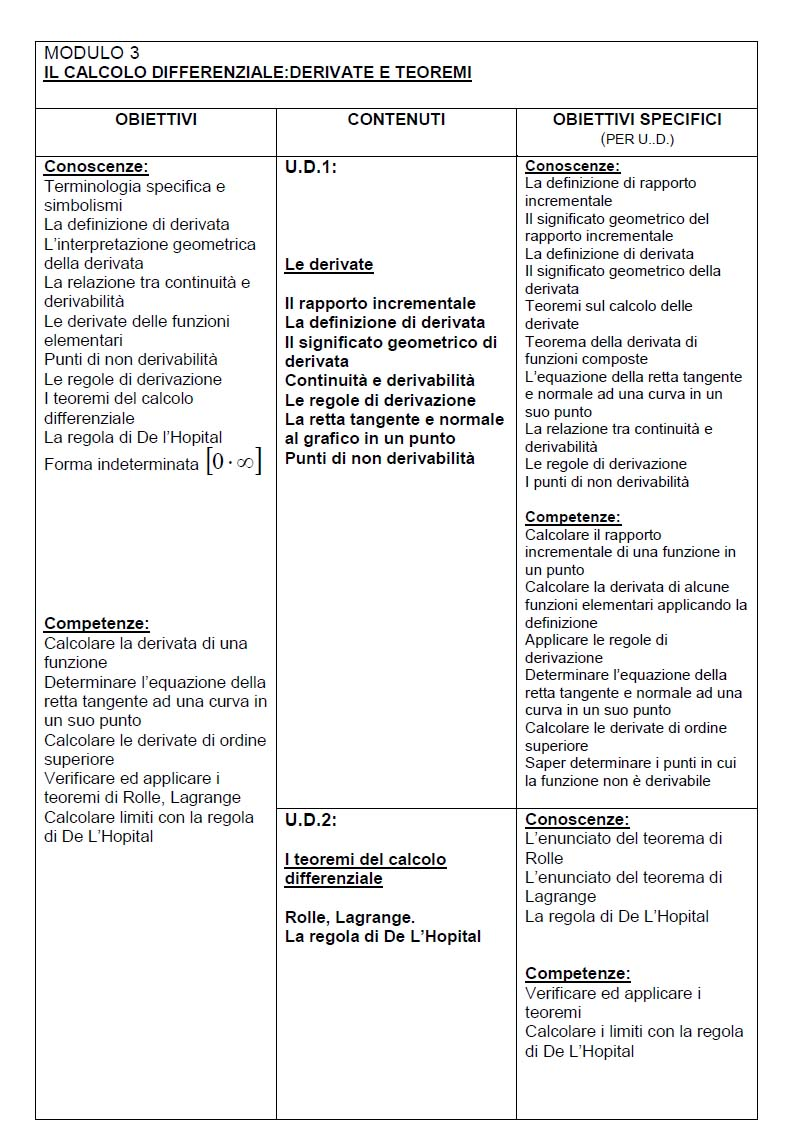 MODULO 3
IL CALCOLO DIFFERENZIALE:DERIVATE E TEOREMI
OBIETTIVI
CONTENUTI
OBIETTIVI SPECIFICI
(PER U..D.)
Conoscenze:
Terminologia specifica e
simbolismi
La definizione di derivata
L’interpretazione geometrica
della derivata
La relazione tra continuità e
derivabilità
Le derivate delle funzioni
elementari
Punti di non derivabilità
Le regole di derivazione
I teoremi del calcolo
differenziale
La regola di De l’Hopital
Forma indeterminata [0·∞]
Competenze:
Calcolare la derivata di una
funzione
Determinare l’equazione della
retta tangente ad una curva in
un suo punto
Calcolare le derivate di ordine
superiore
Verificare ed applicare i
teoremi di Rolle, Lagrange
Calcolare limiti con la regola
di De L’Hopital
U.D.1:
Le derivate
Il rapporto incrementale
La definizione di derivata
Il significato geometrico di
derivata
Continuità e derivabilità
Le regole di derivazione
La retta tangente e normale
al grafico in un punto
Punti di non derivabilità
Conoscenze:
La definizione di rapporto
incrementale
Il significato geometrico del
rapporto incrementale
La definizione di derivata
Il significato geometrico della
derivata
Teoremi sul calcolo delle
derivate
Teorema della derivata di
funzioni composte
L’equazione della retta tangente
e normale ad una curva in un
suo punto
La relazione tra continuità e
derivabilità
Le regole di derivazione
I punti di non derivabilità
Competenze:
Calcolare il rapporto
incrementale di una funzione in
un punto
Calcolare la derivata di alcune
funzioni elementari applicando la
definizione
Applicare le regole di
derivazione
Determinare l’equazione della
retta tangente e normale ad una
curva in un suo punto
Calcolare le derivate di ordine
superiore
Saper determinare i punti in cui
la funzione non è derivabile
U.D.2:
I teoremi del calcolo
differenziale
Rolle, Lagrange.
La regola di De L’Hopital
Conoscenze:
L’enunciato del teorema di
Rolle
L’enunciato del teorema di
Lagrange
La regola di De L’Hopital
Competenze:
Verificare ed applicare i
teoremi
Calcolare i limiti con la regola
di De L’Hopital